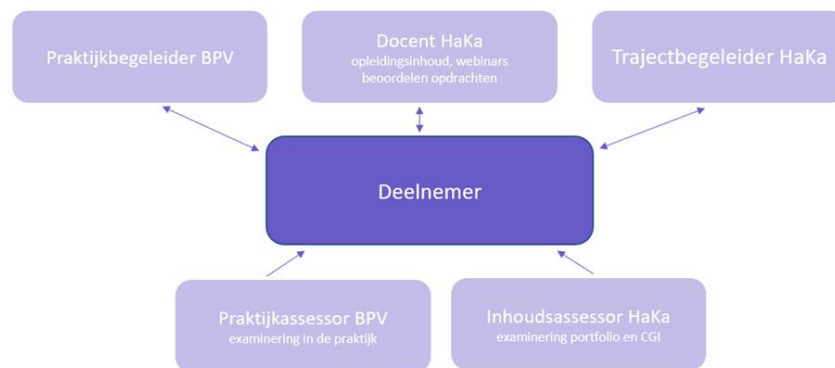 Praktijkbegeleider BPV
Docent HaKa
opleidingsinhoud, webinars
beoordelen opdrachten
Trajectbegeleider HaKa
Deelnemer
Praktijkassessor BPV
examinering in de praktijk
Inhoudsassessor HaKa
examinering portfolio en CGI